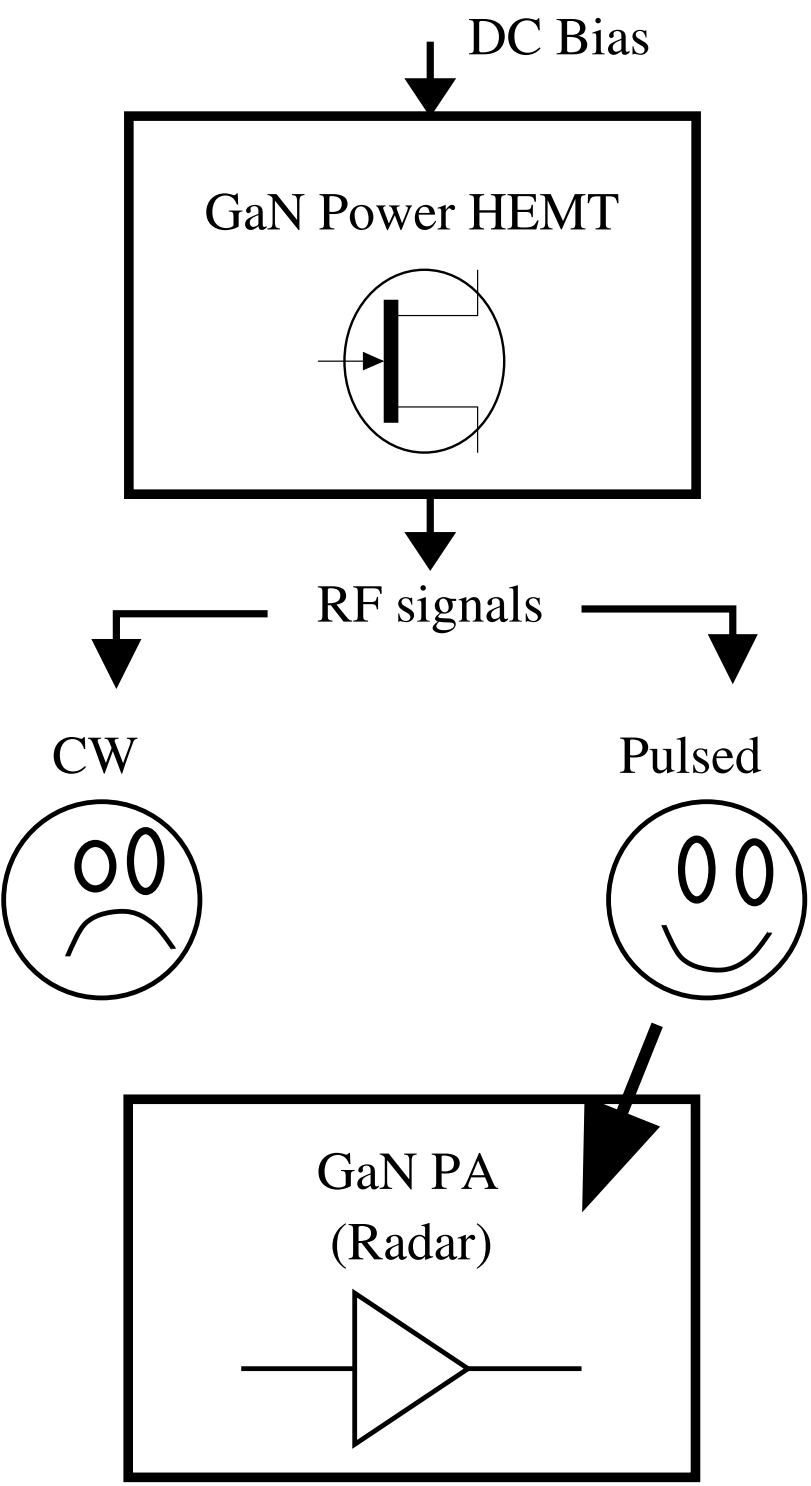 DC Bias
GaN Power HEMT
RF signals
CW
Pulsed
GaN PA
(Radar)